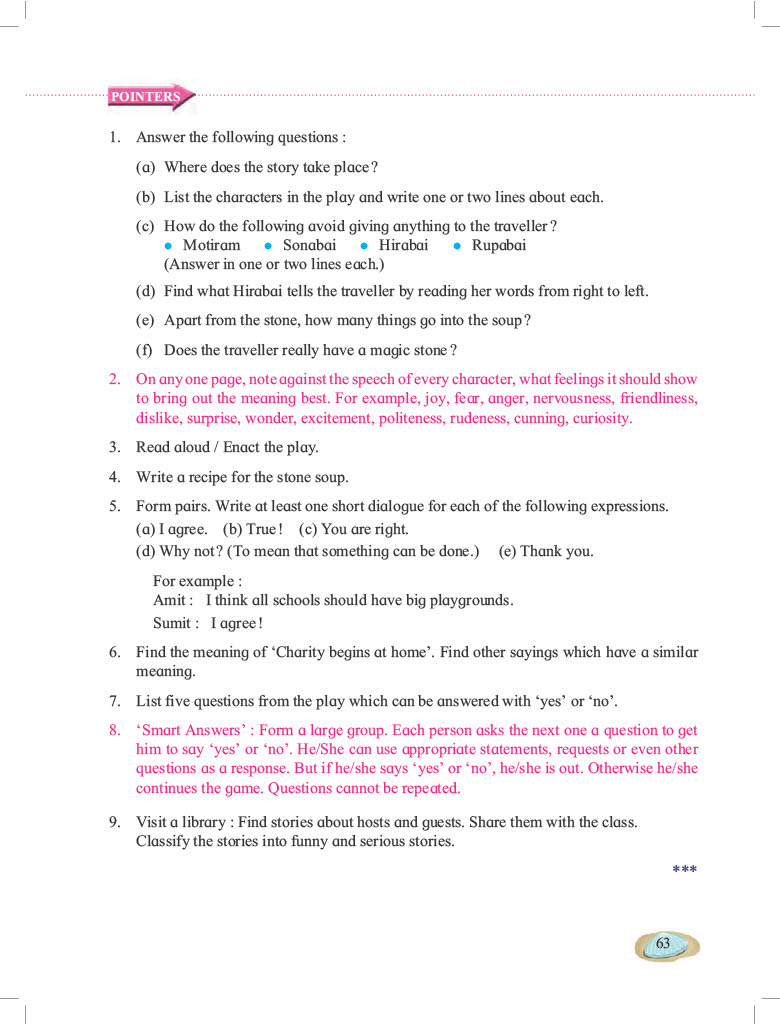 POINTERS
1. Answer the following questions :
(a) Where does the story take place?
(b) List the characters in the play and write one or two lines about each.
(c) How do the following avoid giving anything to the traveller?
• Motiram • Sonabai • Hirabai • Rupabai
(Answer in one or two lines each.)
(d) Find what Hirabai tells the traveller by reading her words from right to left.
(e) Apart from the stone, how many things go into the soup?
(f) Does the traveller really have a magic stone?
2. On any one page, note against the speech of every character, what feelings it should show
to bring out the meaning best. For example, joy, fear, anger, nervousness, friendliness,
dislike, surprise, wonder, excitement, politeness, rudeness, cunning, curiosity.
3. Read aloud / Enact the play.
4. Write a recipe for the stone soup.
5. Form pairs. Write at least one short dialogue for each of the following expressions.
(a) I agree. (b) True! (c) You are right.
(d) Why not? (To mean that something can be done.) (e) Thank you.
For example :
Amit : I think all schools should have big playgrounds.
Sumit : I agree!
6. Find the meaning of ‘Charity begins at home’. Find other sayings which have a similar
meaning.
7. List five questions from the play which can be answered with ‘yes’ or ‘no’.
8. ‘Smart Answers’ : Form a large group. Each person asks the next one a question to get
him to say ‘yes’ or ‘no’. He/She can use appropriate statements, requests or even other
questions as a response. But if he/she says ‘yes’ or ‘no’, he/she is out. Otherwise he/she
continues the game. Questions cannot be repeated.
9. Visit a library : Find stories about hosts and guests. Share them with the class.
Classify the stories into funny and serious stories.
***
63